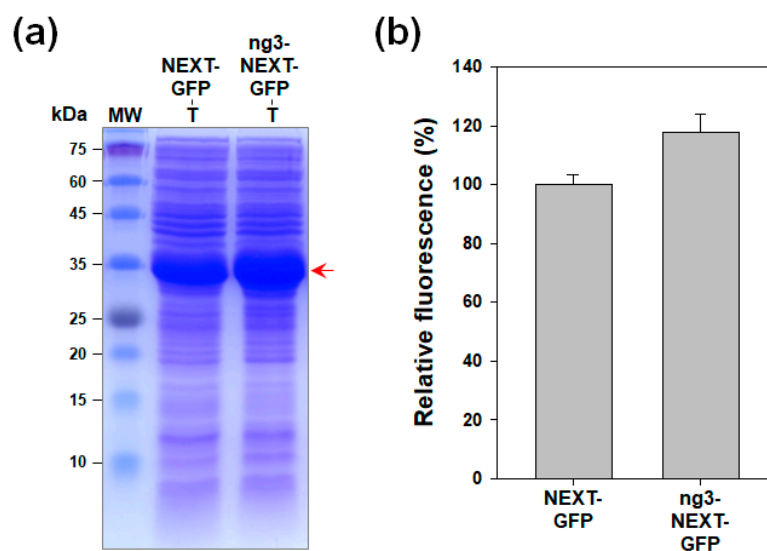 (a)
NEXT-
GFP
T
ng3-
NEXT-
GFP
T
kDa
MW
75
60
45
35
25
20
15
10
(b)
Relative fluorescence (%)
140
120
100
80
60
40
20
0
NEXT-
GFP
ng3-
NEXT-
GFP